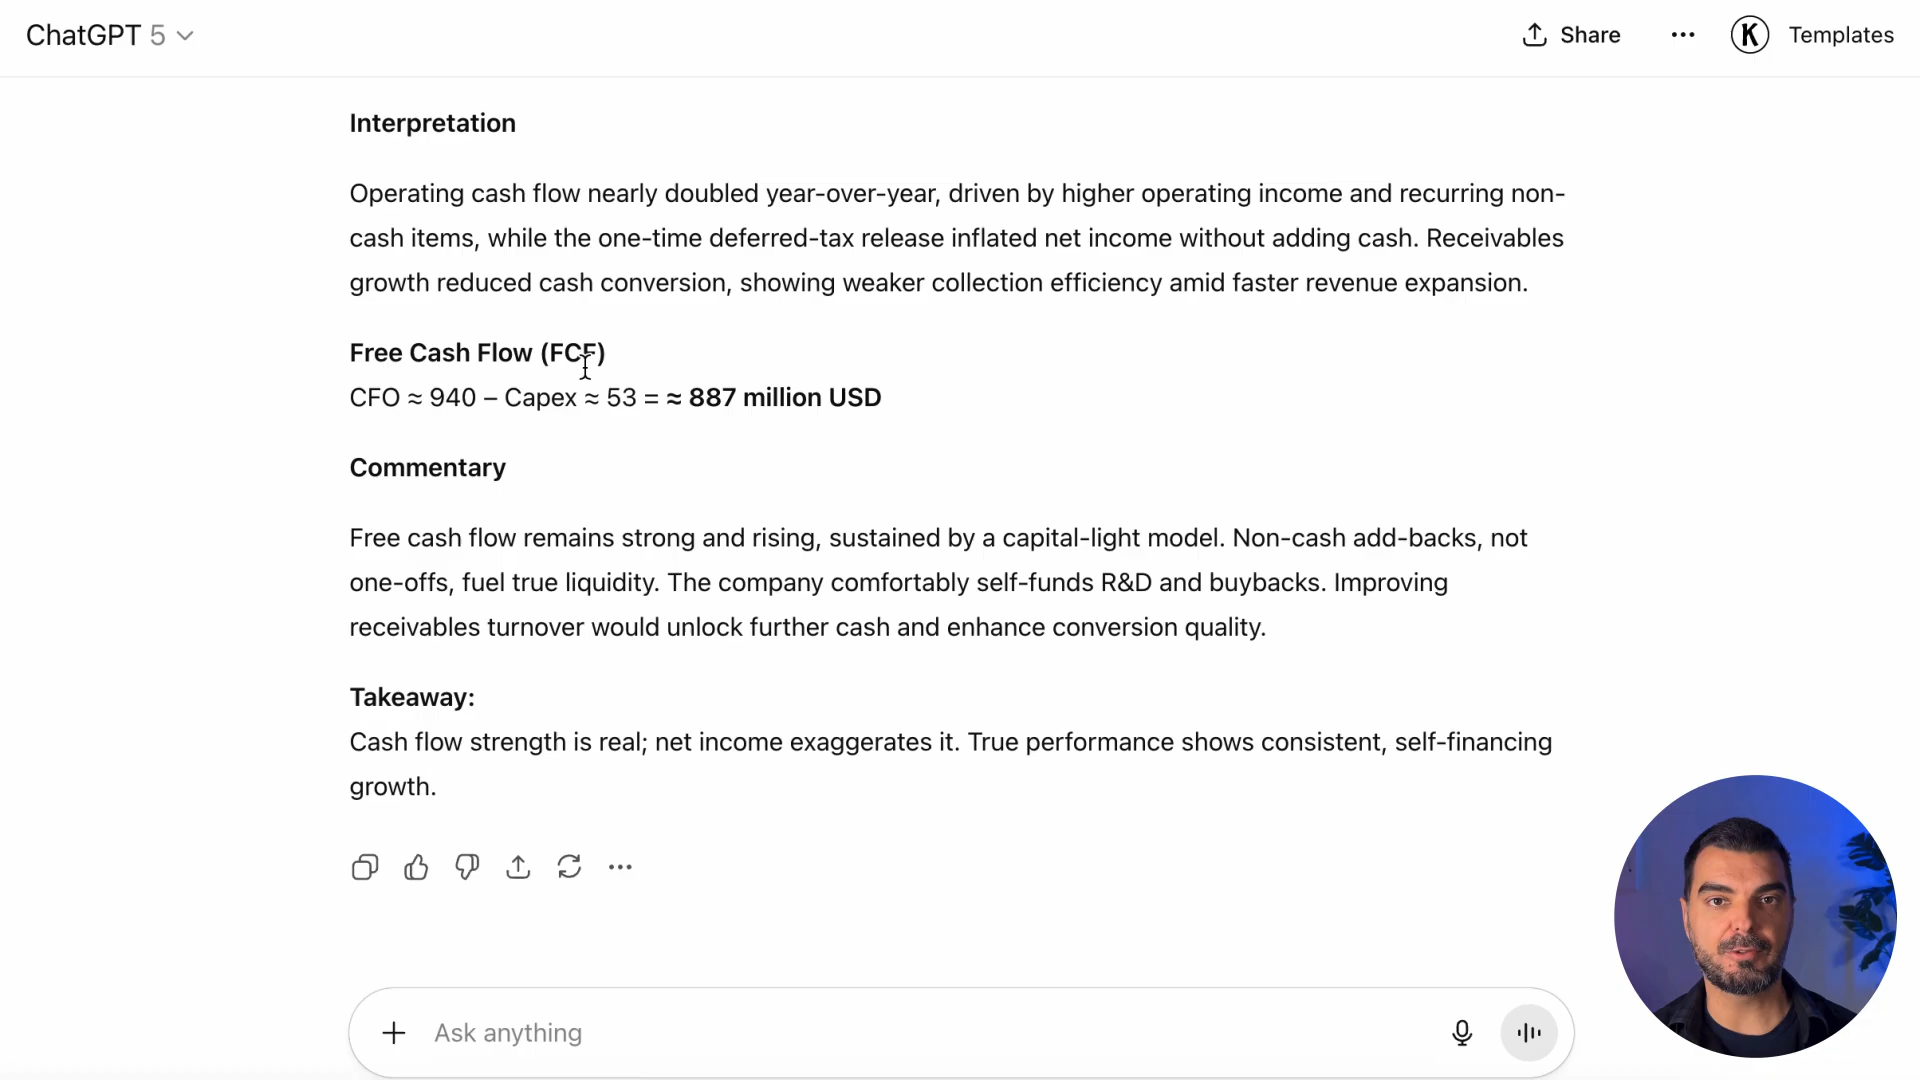 ChatGPT 5
Share
K
Templates
Interpretation
Operating cash flow nearly doubled year-over-year, driven by higher operating income and recurring non-
cash items, while the one-time deferred-tax release inflated net income without adding cash. Receivables
growth reduced cash conversion, showing weaker collection efficiency amid faster revenue expansion.
Free Cash Flow (FCF)
CFO ≈ 940 – Capex ≈ 53 = ≈ 887 million USD
Commentary
Free cash flow remains strong and rising, sustained by a capital-light model. Non-cash add-backs, not
one-offs, fuel true liquidity. The company comfortably self-funds R&D and buybacks. Improving
receivables turnover would unlock further cash and enhance conversion quality.
Takeaway:
Cash flow strength is real; net income exaggerates it. True performance shows consistent, self-financing
growth.
Ask anything